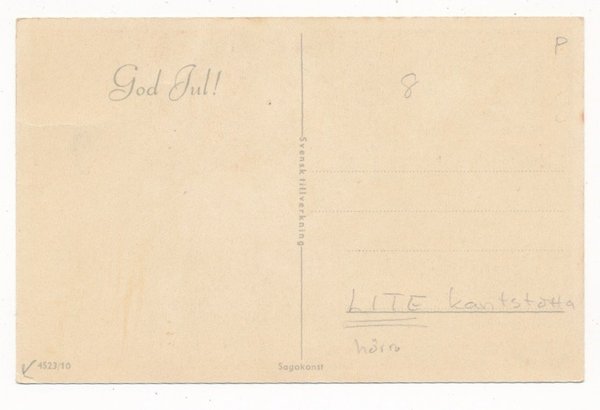 God Jul!
P
8
Svensk tillverkning
LITE kantstötta
hörn
4523/10
Sagokonst